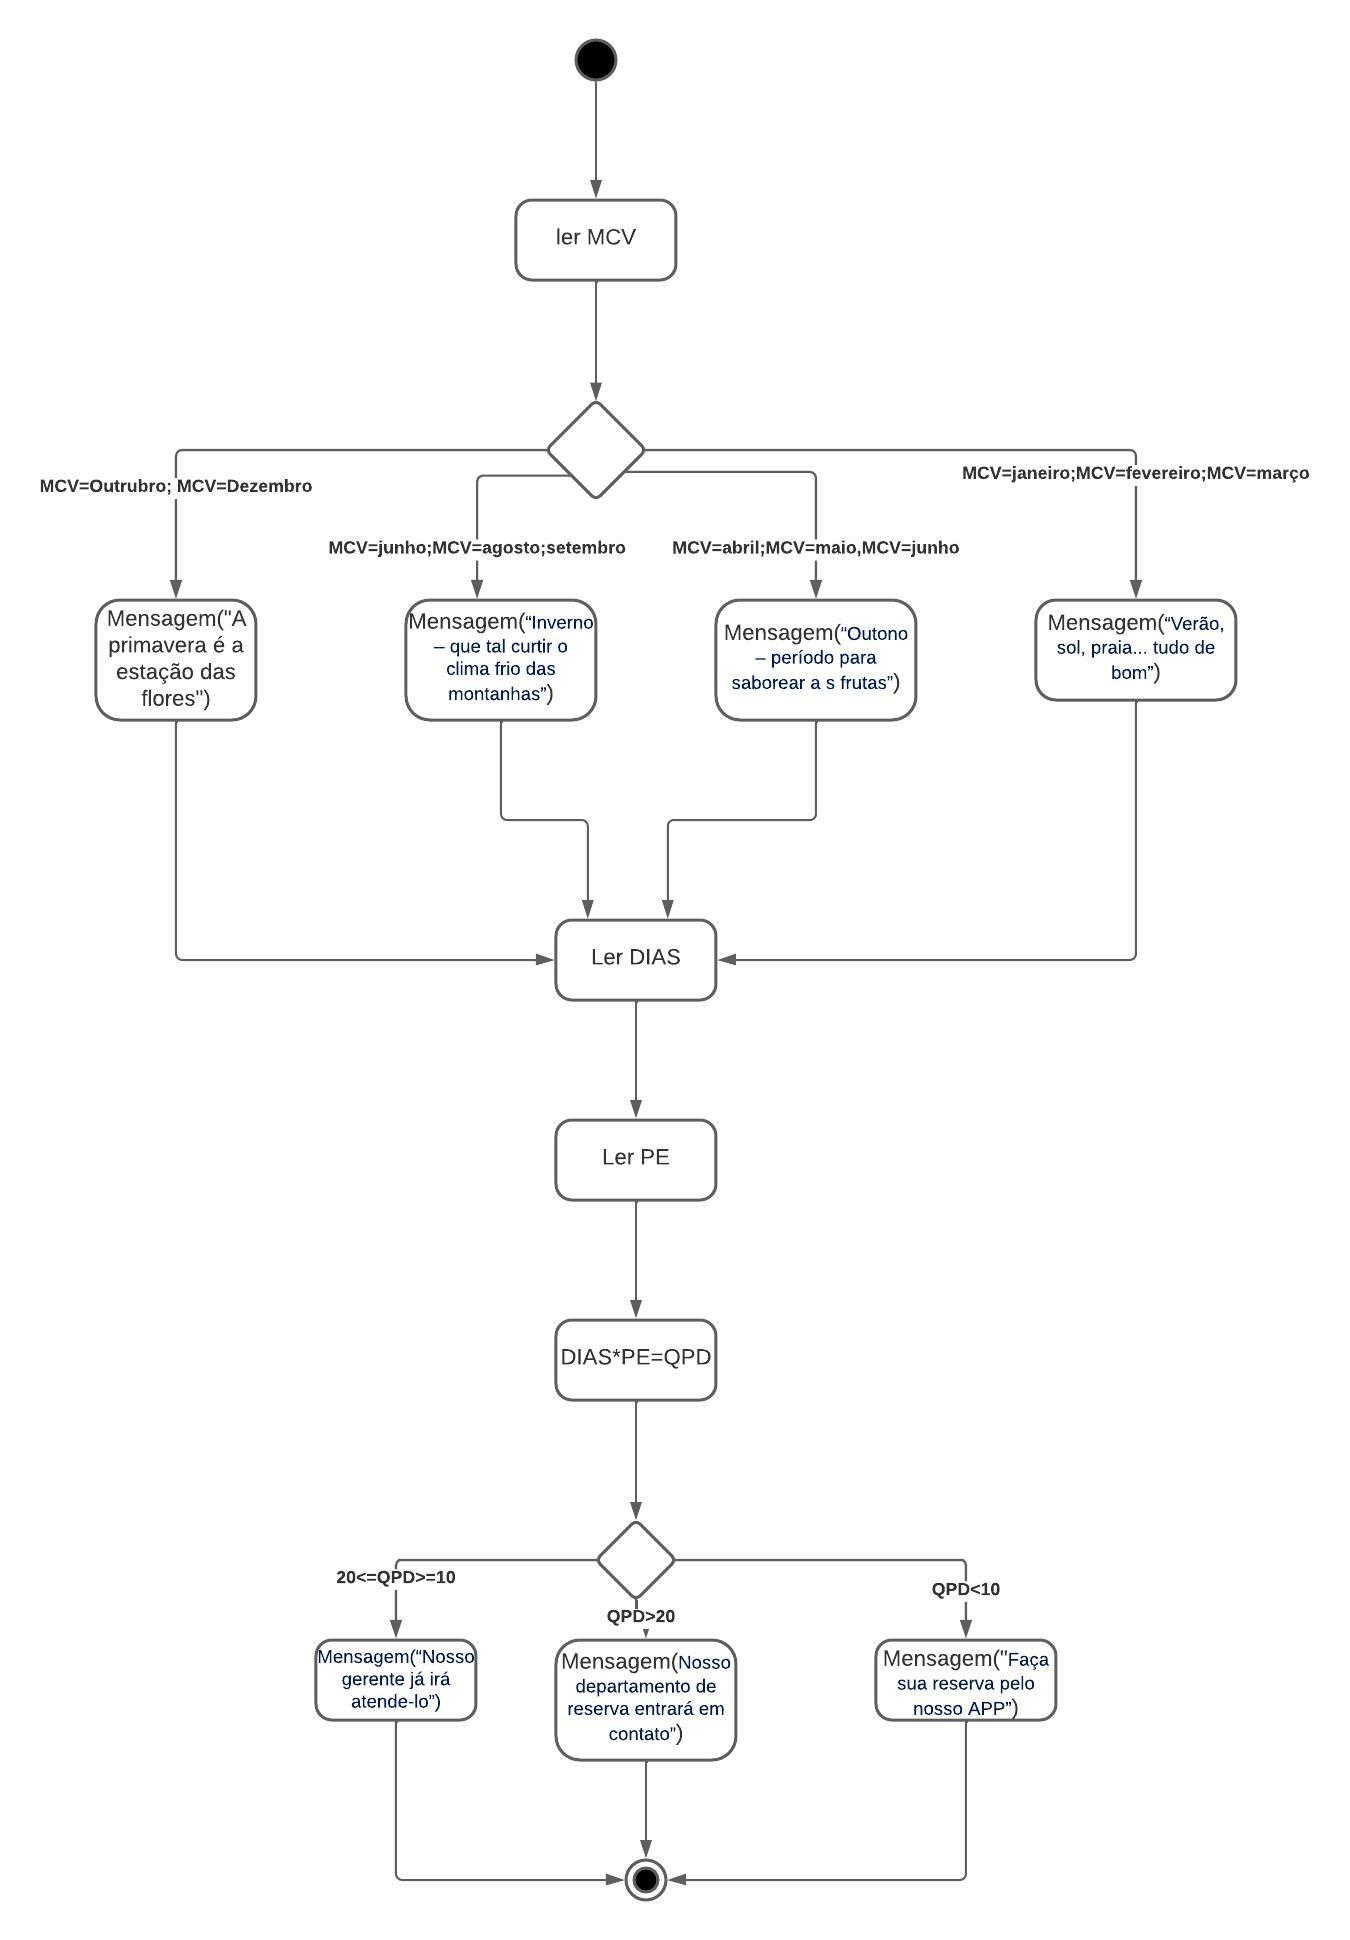 ler MCV
MCV=Outrubro; MCV=Dezembro
MCV=junho;MCV=agosto;setembro
MCV=abril;MCV=maio,MCV=junho
MCV=janeiro;MCV=fevereiro;MCV=março
Mensagem("A
primavera é a
estação das
flores")
Mensagem(“Inverno
– que tal curtir o
clima frio das
montanhas”)
Mensagem(“Outono
– período para
saborear a s frutas”)
Mensagem(“Verão,
sol, praia... tudo de
bom”)
Ler DIAS
Ler PE
DIAS*PE=QPD
20<=QPD>=10
QPD>20
QPD<10
Mensagem(“Nosso
gerente já irá
atende-lo”)
Mensagem(Nosso
departamento de
reserva entrará em
contato”)
Mensagem("Faça
sua reserva pelo
nosso APP”)